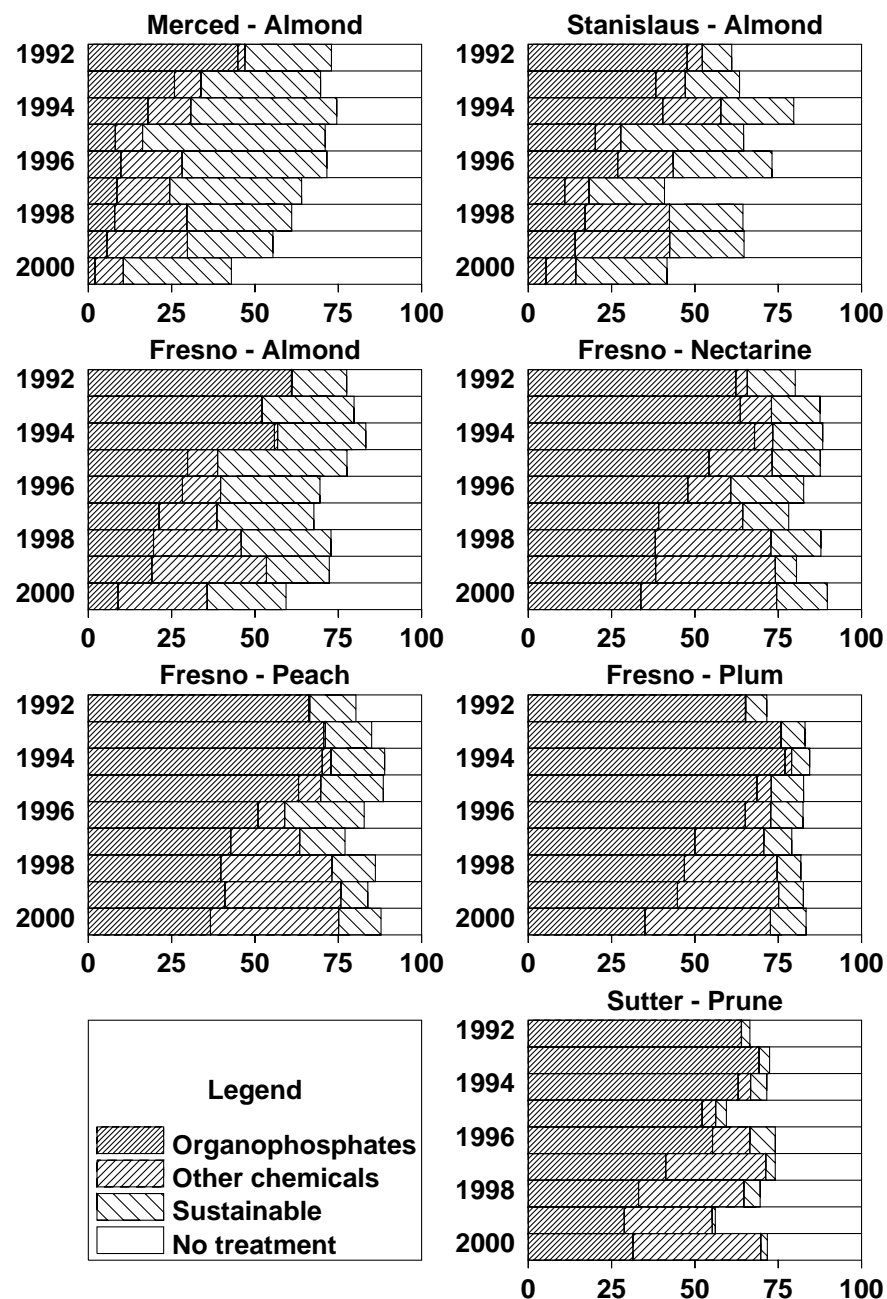 Merced - Almond
1992
1994
1996
1998
2000
0 25 50 75 100
Stanislaus - Almond
1992
1994
1996
1998
2000
0 25 50 75 100
Fresno - Almond
1992
1994
1996
1998
2000
0 25 50 75 100
Fresno - Nectarine
1992
1994
1996
1998
2000
0 25 50 75 100
Fresno - Peach
1992
1994
1996
1998
2000
0 25 50 75 100
Fresno - Plum
1992
1994
1996
1998
2000
0 25 50 75 100
Legend
Organophosphates
Other chemicals
Sustainable
No treatment
Sutter - Prune
1992
1994
1996
1998
2000
0 25 50 75 100